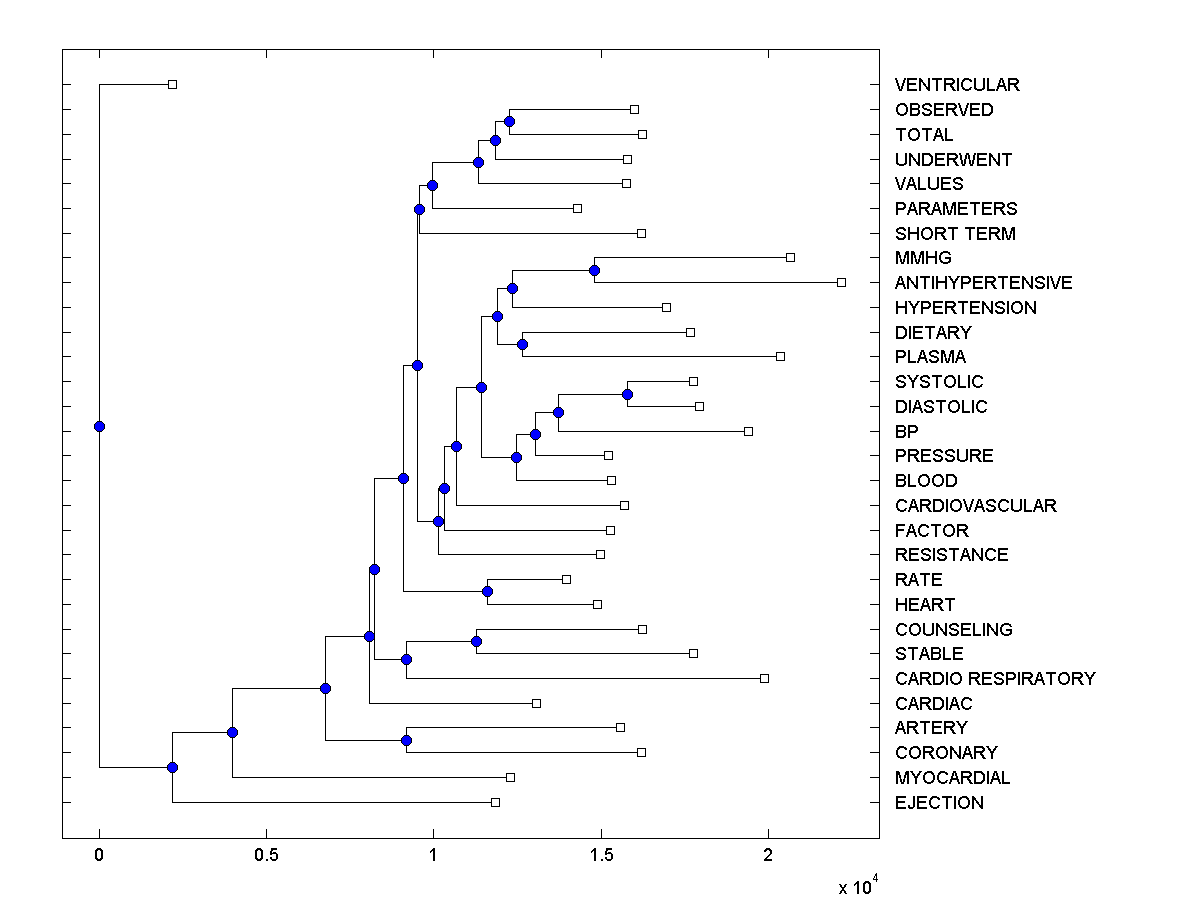 VENTRICULAR
OBSERVED
TOTAL
UNDERWENT
VALUES
PARAMETERS
SHORT TERM
MMHG
ANTIHYPERTENSIVE
HYPERTENSION
DIETARY
PLASMA
SYSTOLIC
DIASTOLIC
BP
PRESSURE
BLOOD
CARDIOVASCULAR
FACTOR
RESISTANCE
RATE
HEART
COUNSELING
STABLE
CARDIO RESPIRATORY
CARDIAC
ARTERY
CORONARY
MYOCARDIAL
EJECTION
0 0.5 1 1.5 2
x 10^4